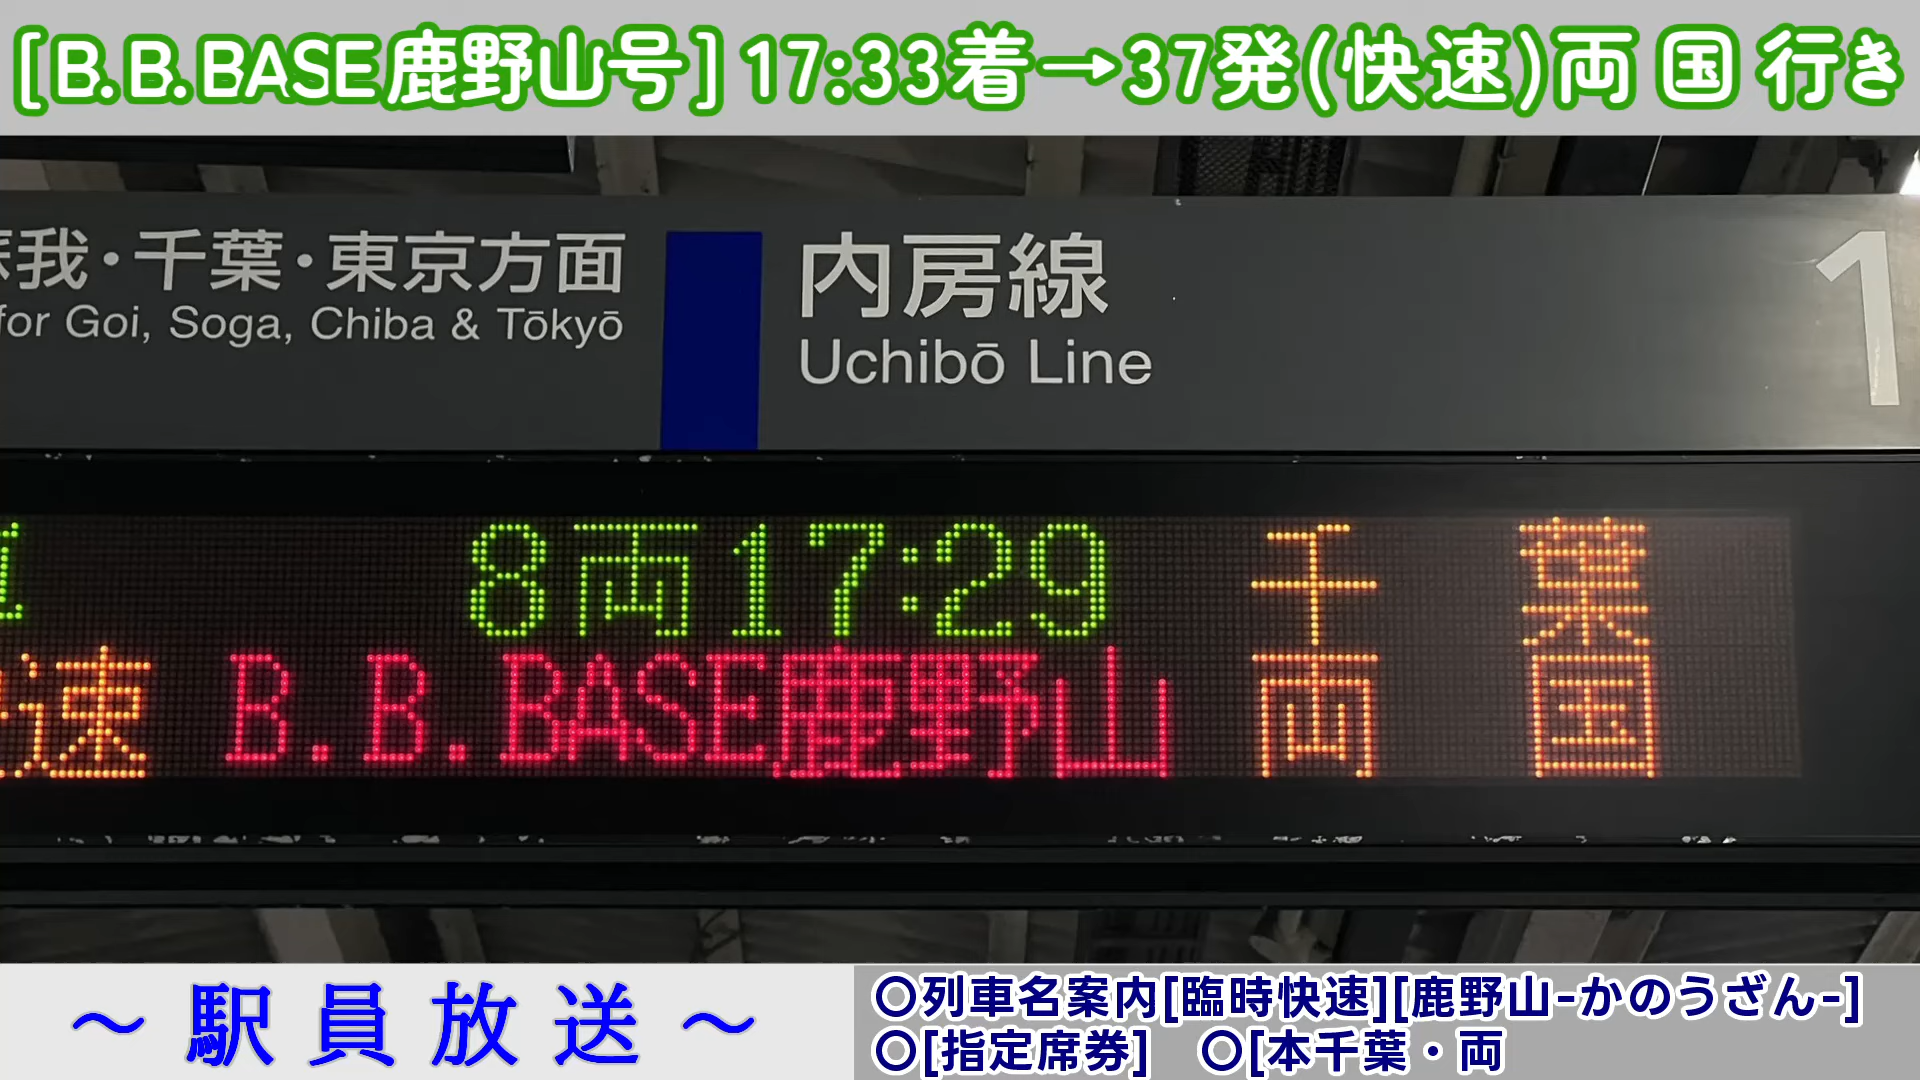 [B.B.BASE鹿野山号]17:33着→37発(快速)両国行き
蘇我・千葉・東京方面
for Goi, Soga, Chiba & Tōkyō
内房線
Uchibō Line
1
8両 17:29 千葉
速 B.B.BASE鹿野山 両国
～駅員放送～
〇列車名案内[臨時快速][鹿野山-かのうざん-]
〇[指定席券] 〇[本千葉・両